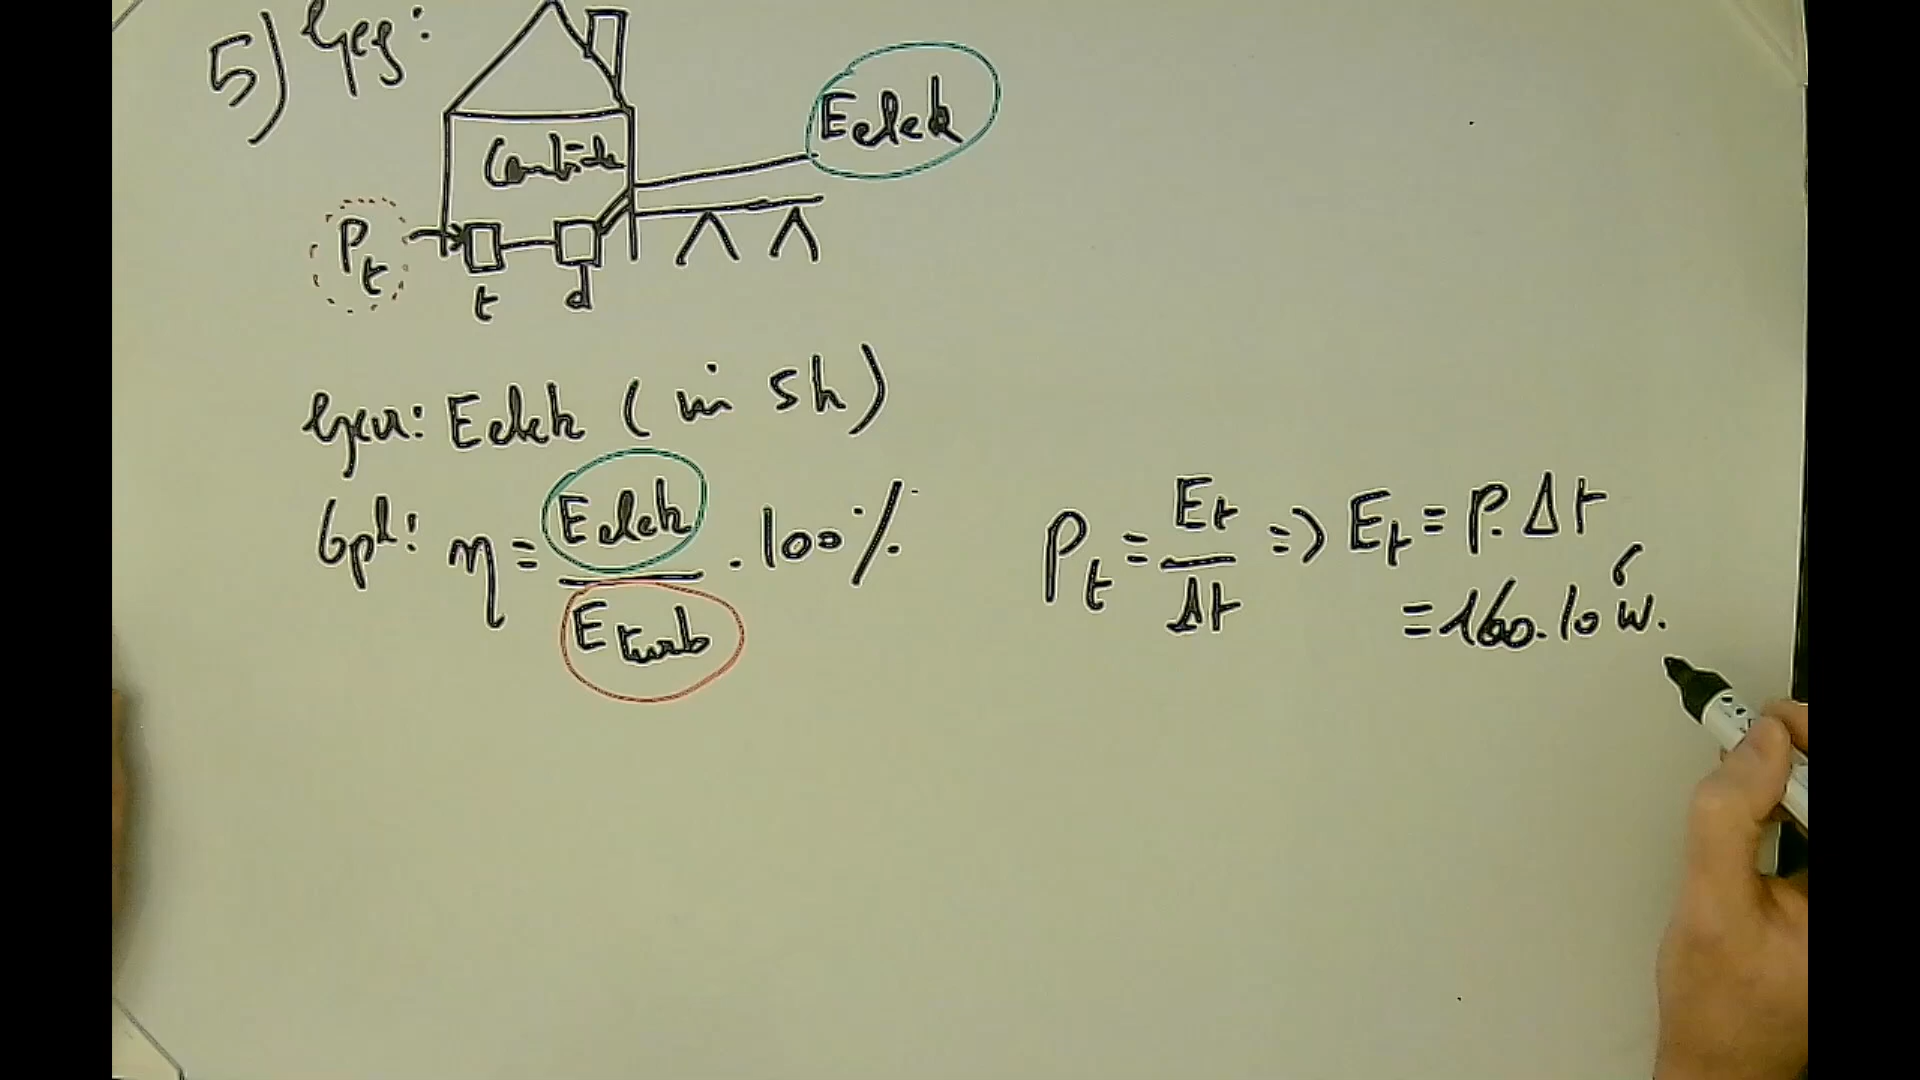 5) Geg:
Eelek
Centrale
Pt
t d
Gevr: Eelek ( in 5h )
Opl: η = Eelek / Eturb . 100 %
Pt = Et / Δt => Et = P. Δt
= 160.10⁶ W.